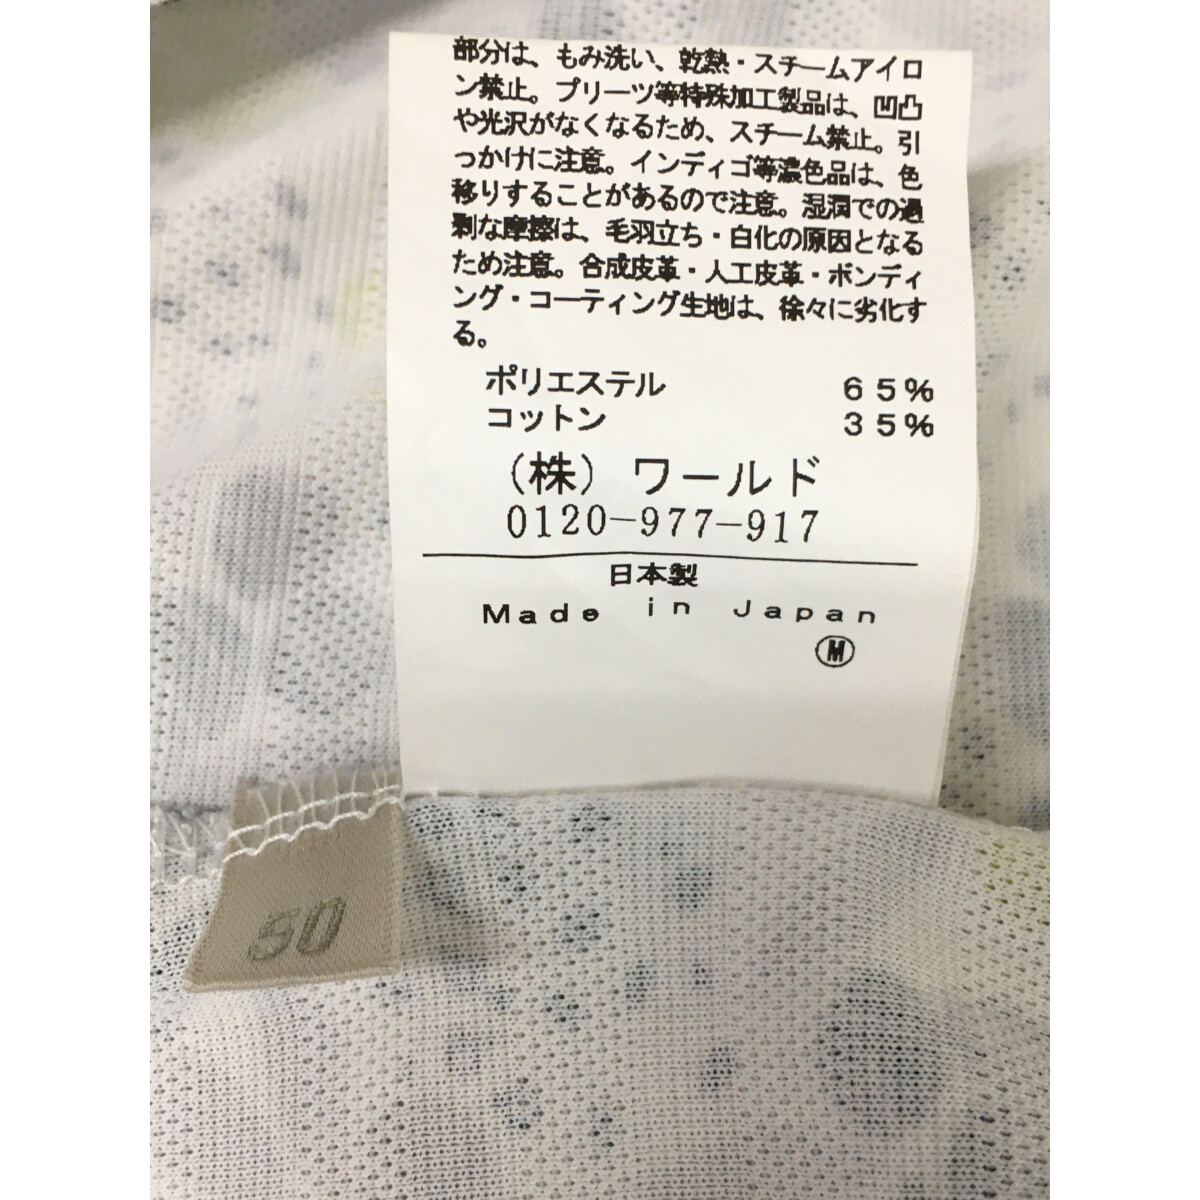 部分は、もみ洗い、乾熱・スチームアイロ
ン禁止。プリーツ等特殊加工製品は、凹凸
や光沢がなくなるため、スチーム禁止。引
っかけに注意。インディゴ等濃色品は、色
移りすることがあるので注意。湿潤での過
剰な摩擦は、毛羽立ち・白化の原因となる
ため注意。合成皮革・人工皮革・ボンディ
ング・コーティング生地は、徐々に劣化す
る。
ポリエステル 65%
コットン 35%
(株) ワールド
0120-977-917
日本製
Made in Japan
M
50